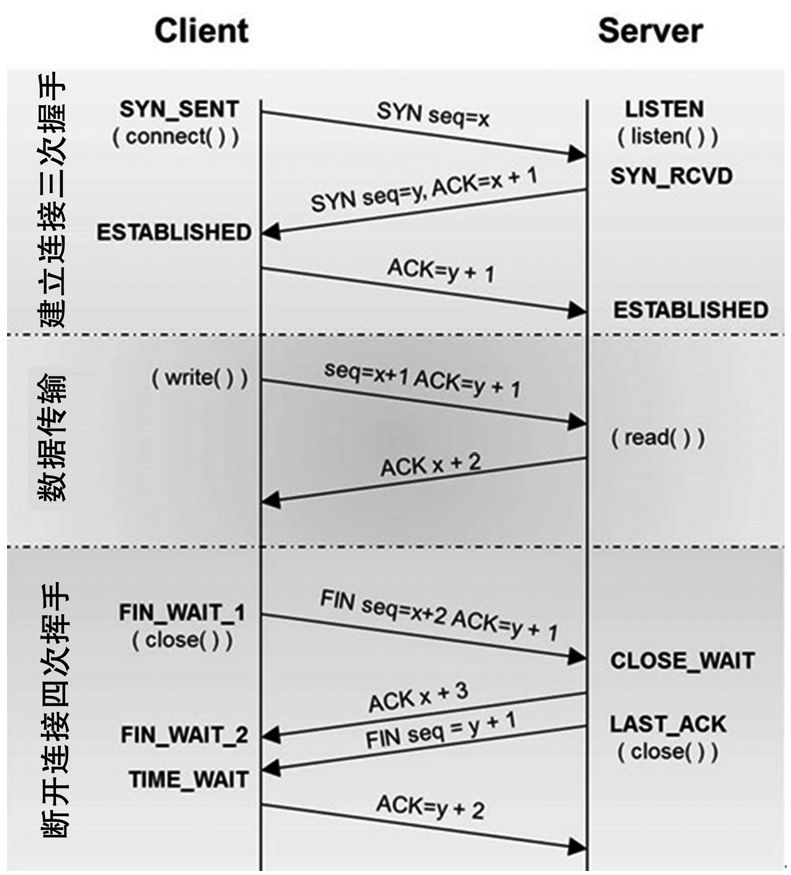 Client
Server
建立连接三次握手
SYN_SENT
( connect( ) )
SYN seq=x
LISTEN
( listen( ) )
SYN_RCVD
SYN seq=y, ACK=x + 1
ESTABLISHED
ACK=y + 1
ESTABLISHED
数据传输
( write( ) )
seq=x+1 ACK=y + 1
( read( ) )
ACK x + 2
断开连接四次挥手
FIN_WAIT_1
( close( ) )
FIN seq=x+2 ACK=y + 1
CLOSE_WAIT
ACK x + 3
FIN_WAIT_2
FIN seq = y + 1
LAST_ACK
( close( ) )
TIME_WAIT
ACK=y + 2